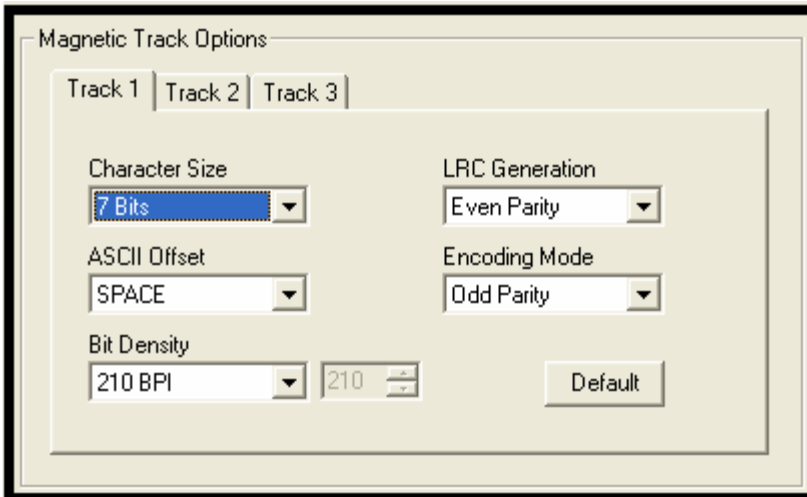 Magnetic Track Options
Track 1 Track 2 Track 3
Character Size LRC Generation
7 Bits Even Parity
ASCII Offset Encoding Mode
SPACE Odd Parity
Bit Density
210 BPI 210 Default